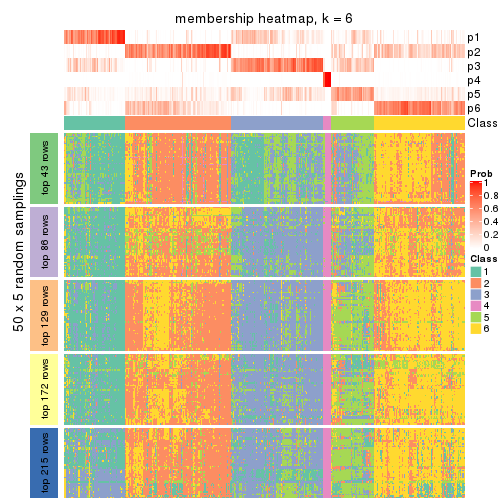 membership heatmap, k = 6
p1
p2
p3
p4
p5
p6
Class
50 x 5 random samplings
top 43 rows
top 86 rows
top 129 rows
top 172 rows
top 215 rows
Prob
1
0.8
0.6
0.4
0.2
0
Class
1
2
3
4
5
6